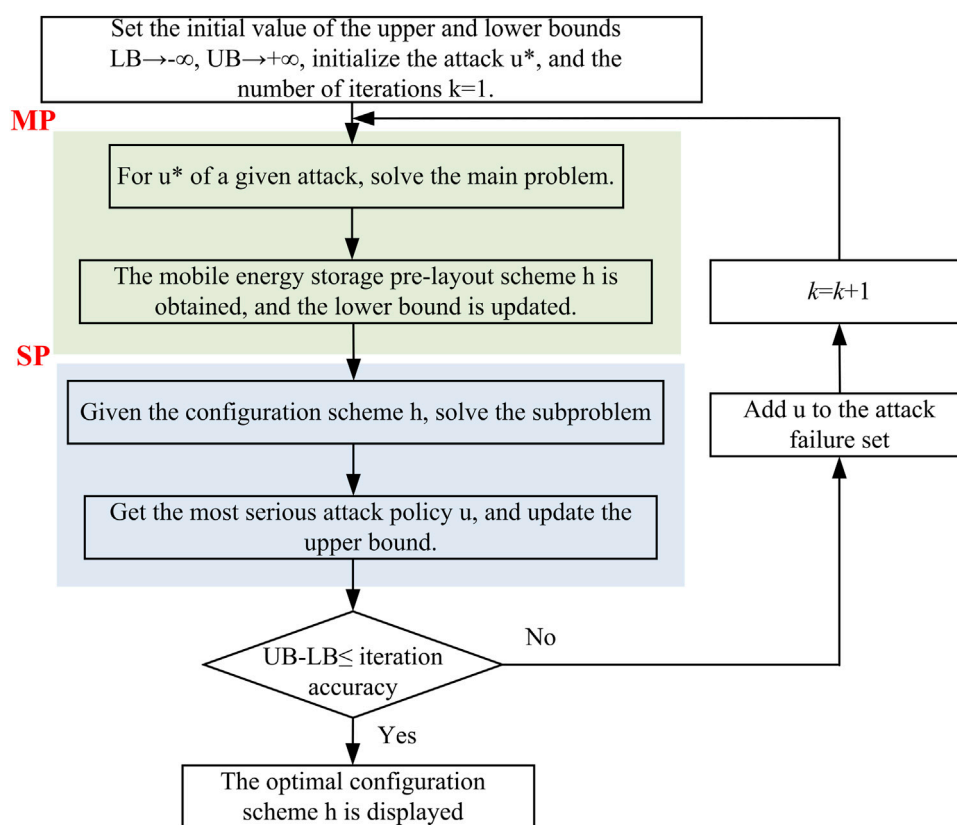 Set the initial value of the upper and lower bounds
LB→-∞, UB→+∞, initialize the attack u*, and the
number of iterations k=1.
MP
For u* of a given attack, solve the main problem.
The mobile energy storage pre-layout scheme h is
obtained, and the lower bound is updated.
SP
Given the configuration scheme h, solve the subproblem
Get the most serious attack policy u, and update the
upper bound.
UB-LB≤ iteration
accuracy
No
Add u to the attack
failure set
k=k+1
Yes
The optimal configuration
scheme h is displayed